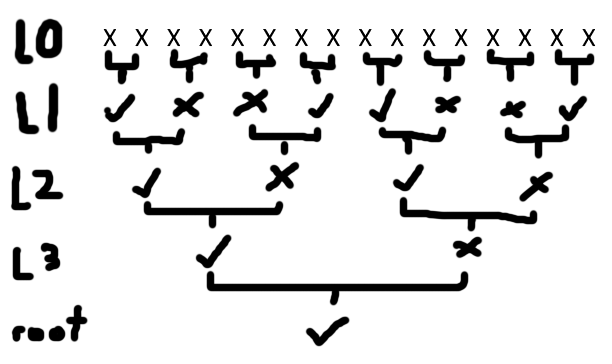 L0 X X X X X X X X X X X X X X X X
L1 ✓ X X ✓ ✓ X X ✓
L2 ✓ X ✓ X
L3 ✓ X
root ✓